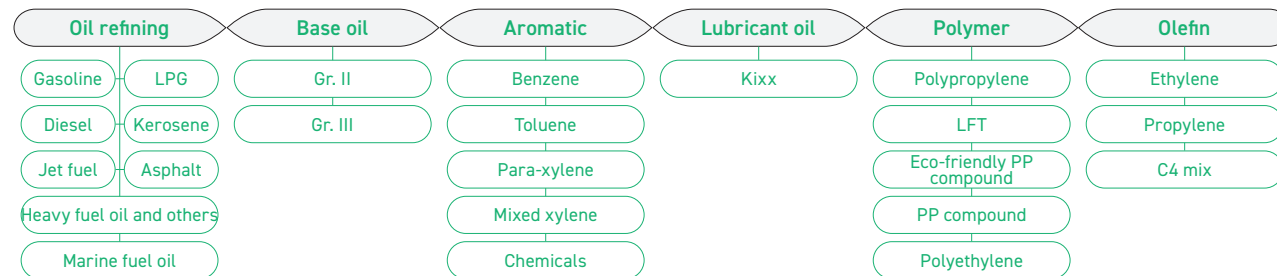 Oil refining
Gasoline
LPG
Diesel
Kerosene
Jet fuel
Asphalt
Heavy fuel oil and others
Marine fuel oil
Base oil
Gr. II
Gr. III
Aromatic
Benzene
Toluene
Para-xylene
Mixed xylene
Chemicals
Lubricant oil
Kixx
Polymer
Polypropylene
LFT
Eco-friendly PP
compound
PP compound
Polyethylene
Olefin
Ethylene
Propylene
C4 mix